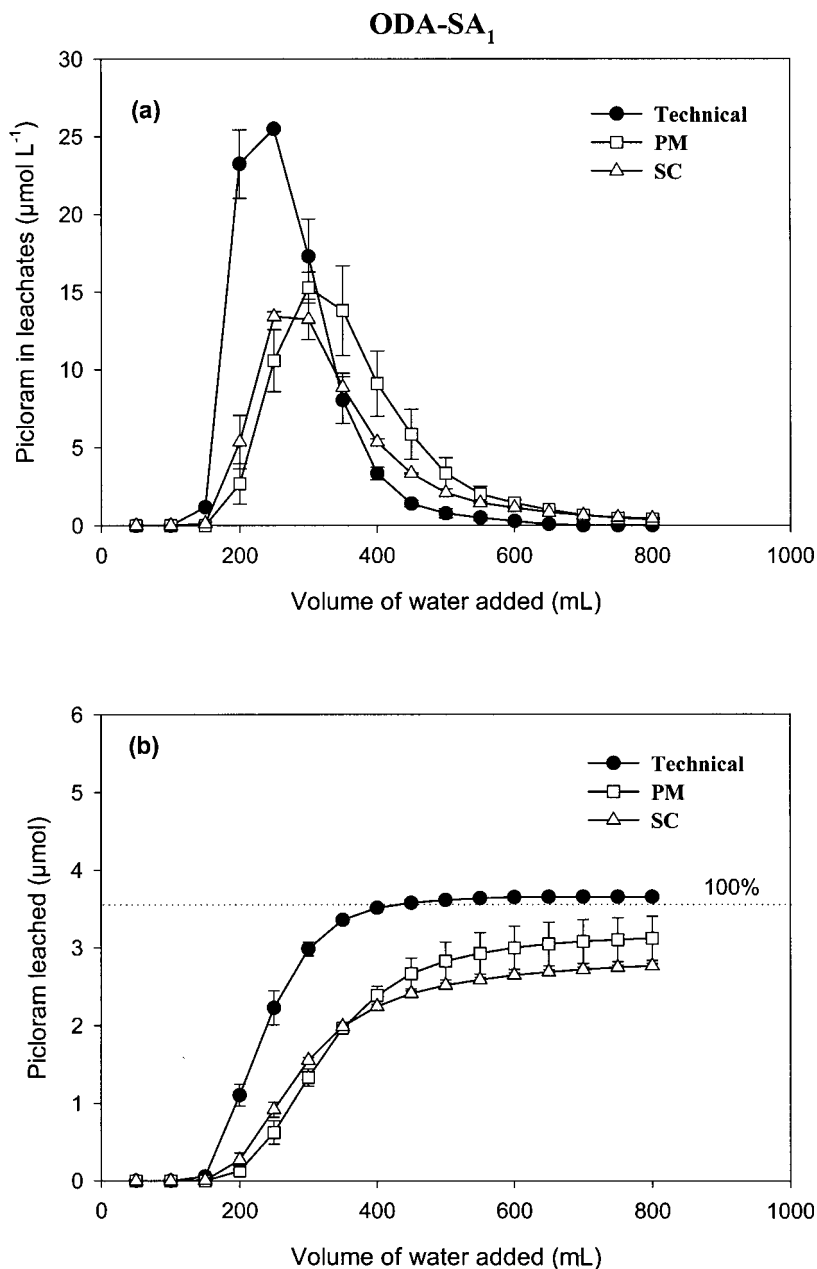 ODA-SA1
30
25
20
15
10
5
0
Picloram in leachates (µmol L-1)
(a)
Technical
PM
SC
0 200 400 600 800 1000
Volume of water added (mL)
6
5
4
3
2
1
0
Picloram leached (µmol)
(b)
Technical
PM
SC
100%
0 200 400 600 800 1000
Volume of water added (mL)